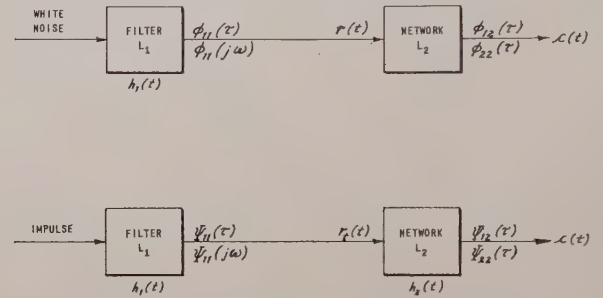 WHITE
NOISE
FILTER
L₁
ϕ₁₁(τ)
ϕ₁₁(jω)
r(t)
NETWORK
L₂
ϕ₁₂(τ)
ϕ₂₂(τ)
c(t)
h₁(t)
IMPULSE
FILTER
L₁
Ψ₁₁(τ)
Ψ₁₁(jω)
r₁(t)
NETWORK
L₂
Ψ₁₂(τ)
Ψ₂₂(τ)
c(t)
h₁(t)
h₂(t)